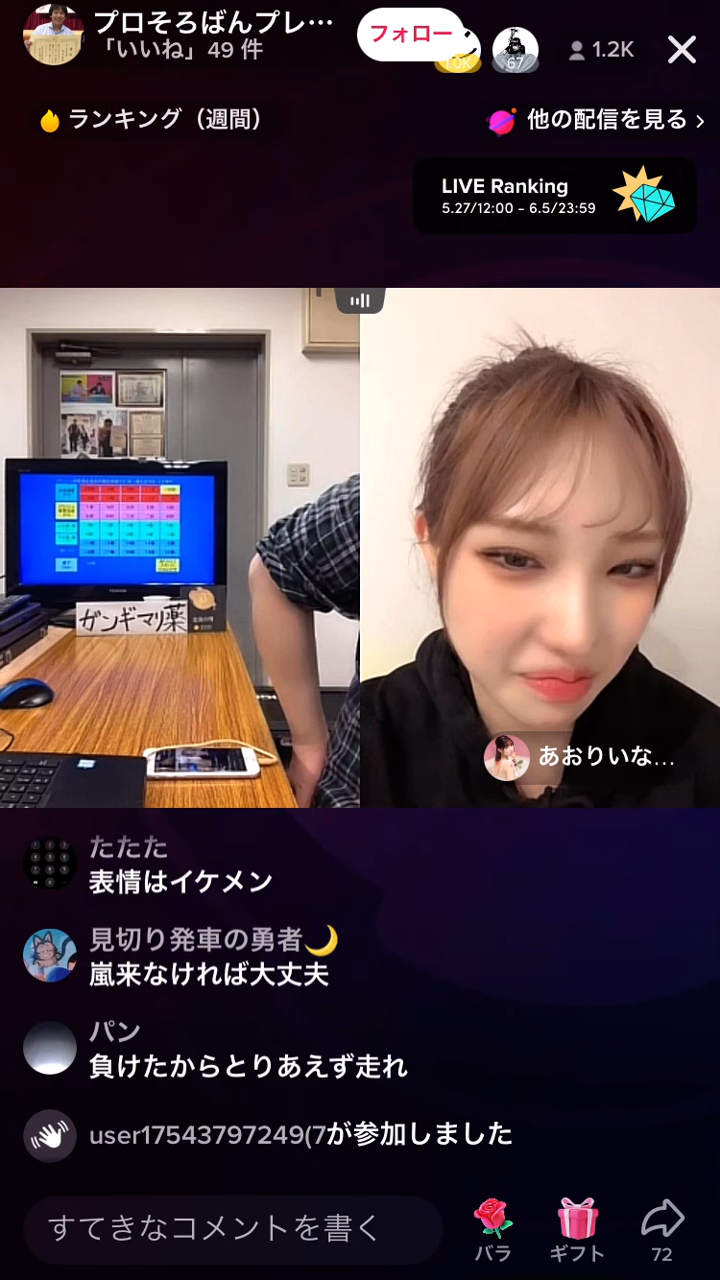 プロそろばんプレ…
「いいね」49 件
フォロー
67
1.2K
ランキング（週間）
他の配信を見る
LIVE Ranking
5.27/12:00 – 6.5/23:59
ガンギマリ薬
あおりいな…
たたた
表情はイケメン
見切り発車の勇者🌙
嵐来なければ大丈夫
パン
負けたからとりあえず走れ
user17543797249(7が参加しました
すてきなコメントを書く
バラ
ギフト
72